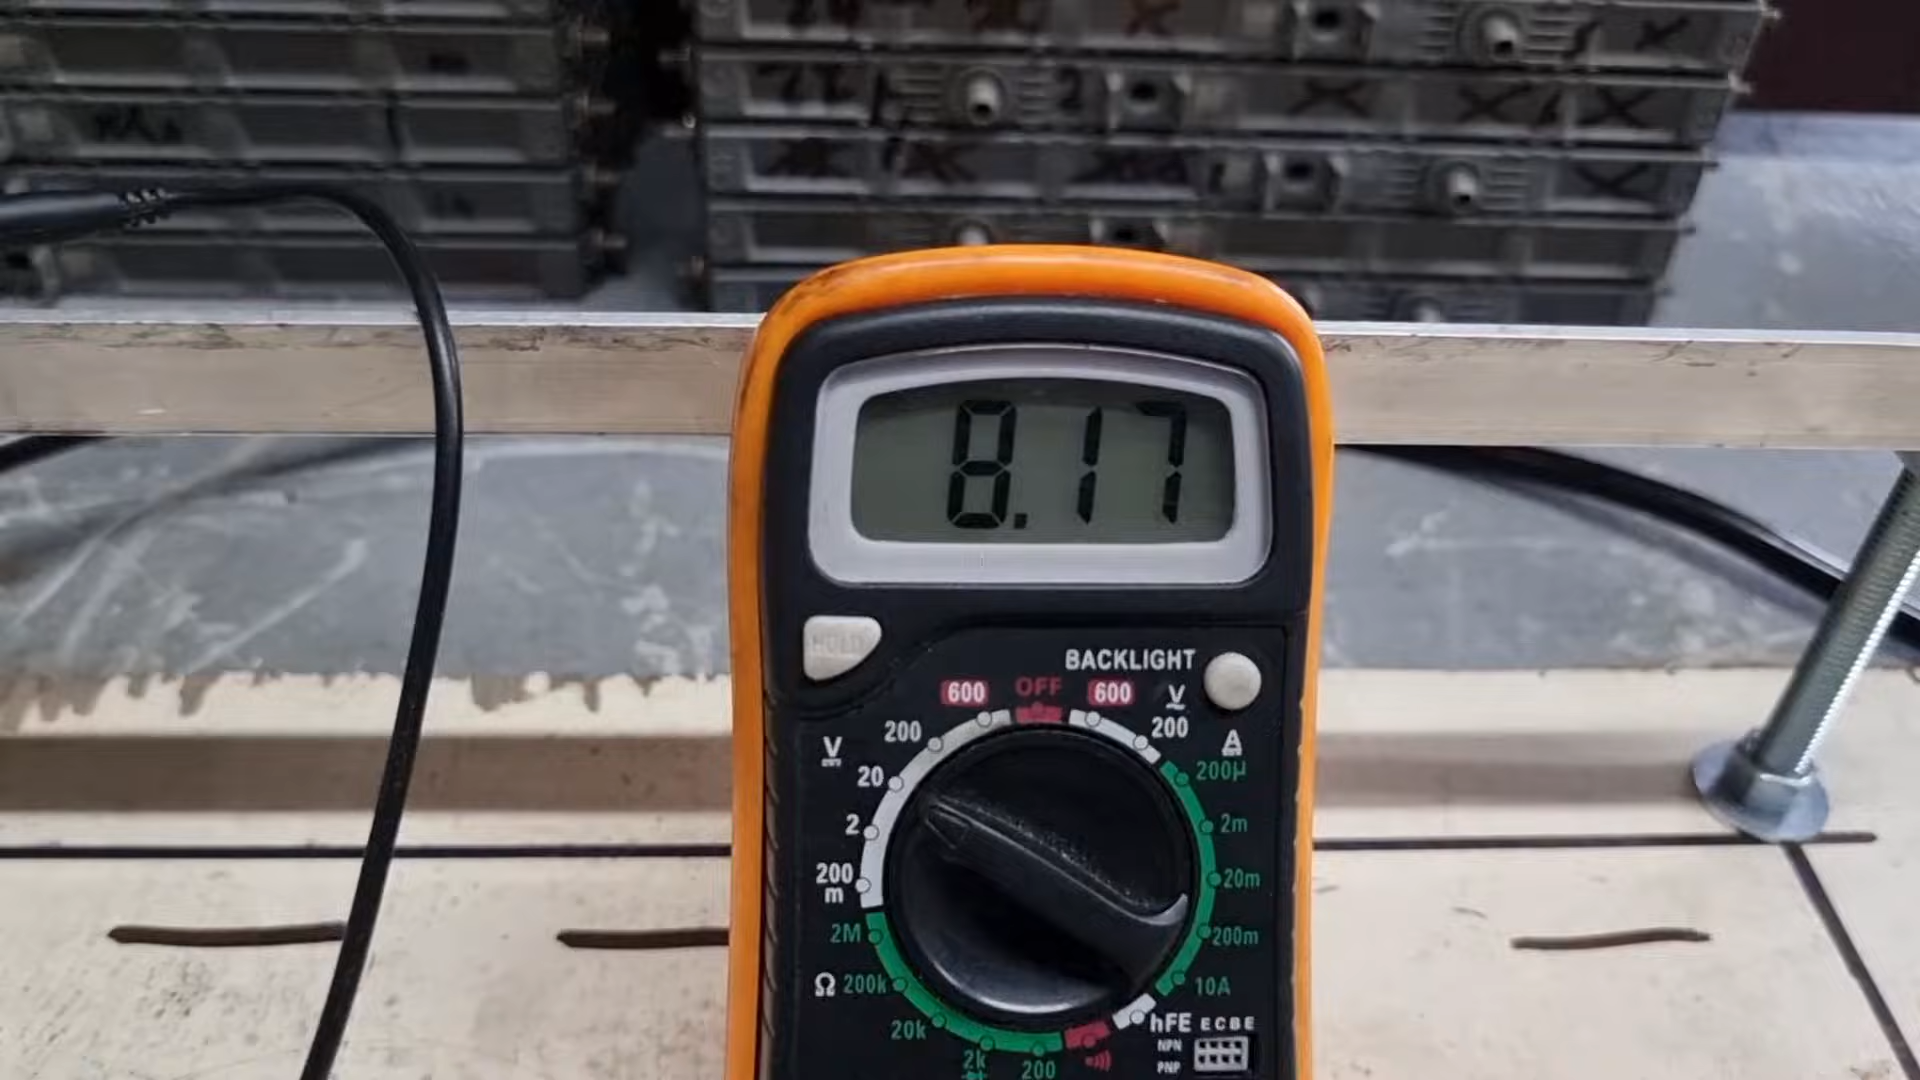 8.17
HOLD
BACKLIGHT
600 OFF 600 V
200 200
V A
20 200µ
2 2m
200
m 20m
2M 200m
Ω 200k 10A
20k hFE E C B E
2k 200 NPN
PNP